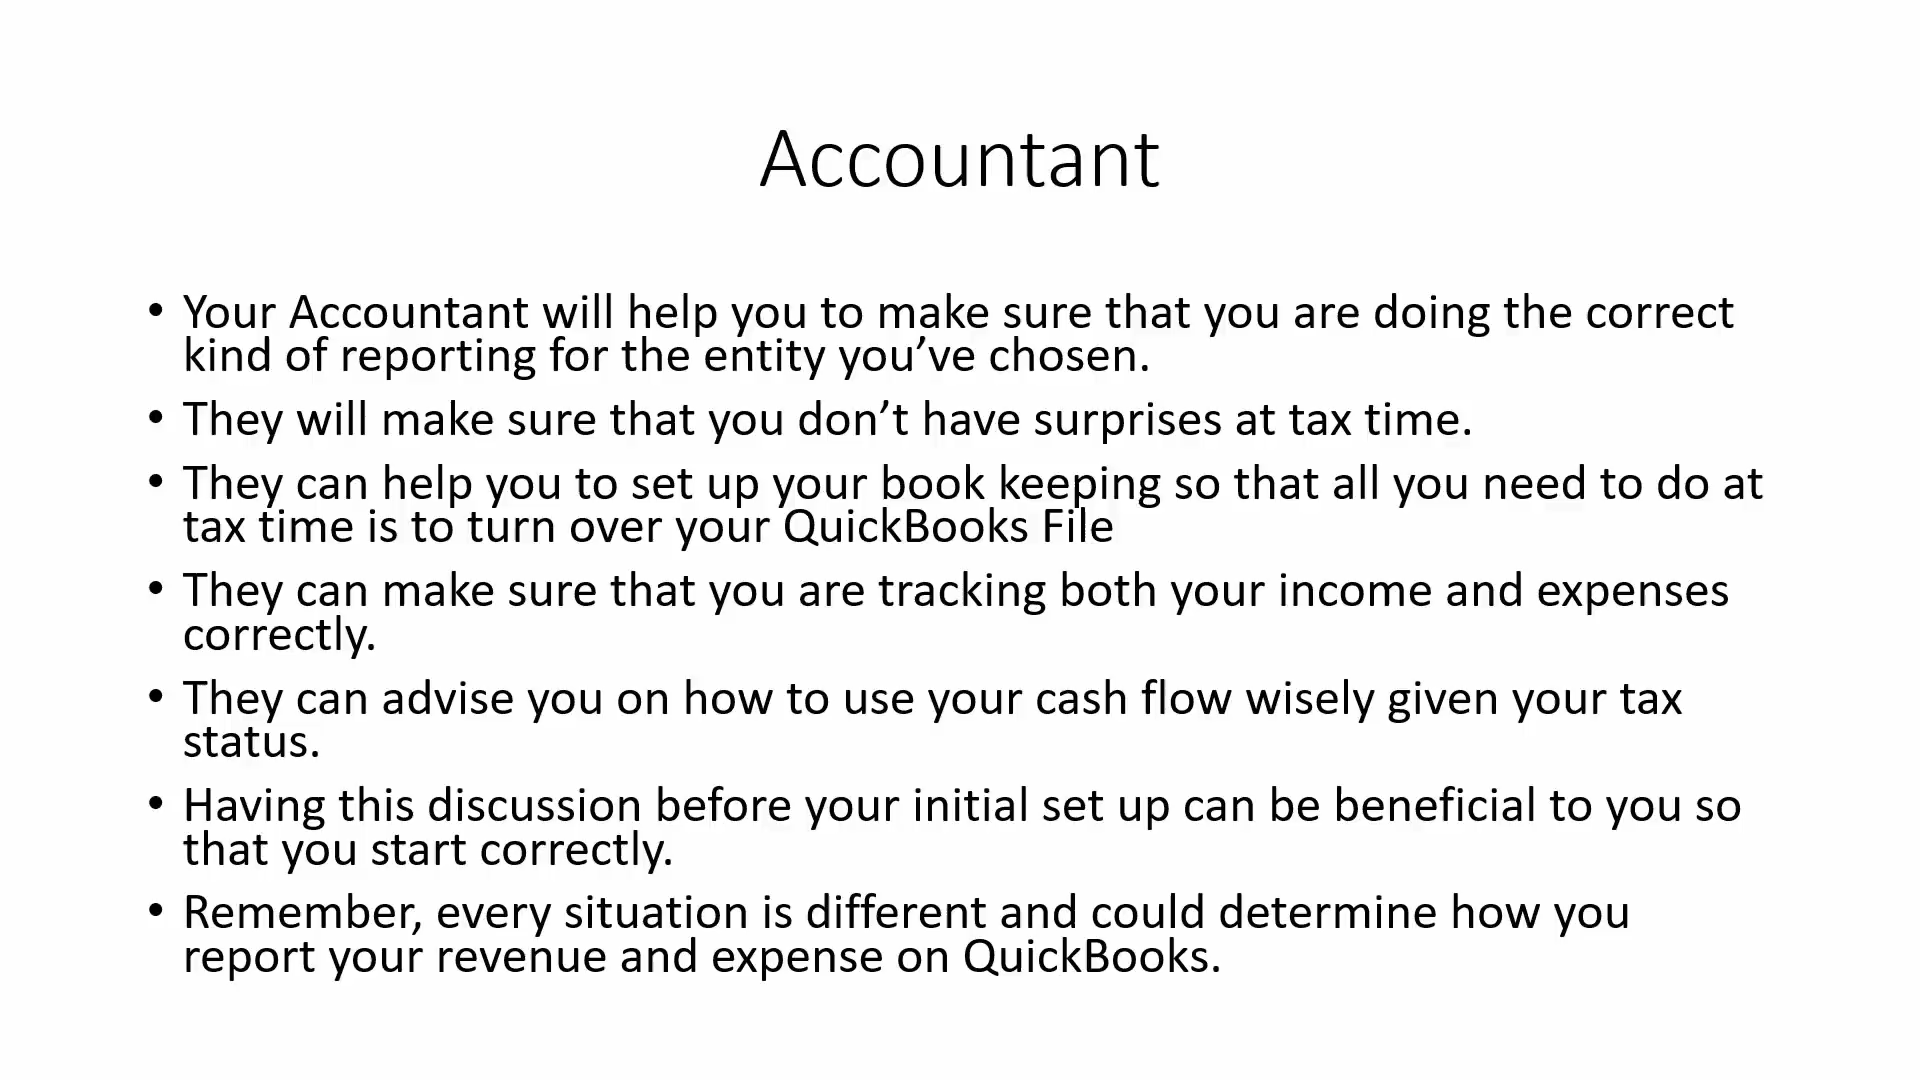 Accountant
• Your Accountant will help you to make sure that you are doing the correct
kind of reporting for the entity you’ve chosen.
• They will make sure that you don’t have surprises at tax time.
• They can help you to set up your book keeping so that all you need to do at
tax time is to turn over your QuickBooks File
• They can make sure that you are tracking both your income and expenses
correctly.
• They can advise you on how to use your cash flow wisely given your tax
status.
• Having this discussion before your initial set up can be beneficial to you so
that you start correctly.
• Remember, every situation is different and could determine how you
report your revenue and expense on QuickBooks.